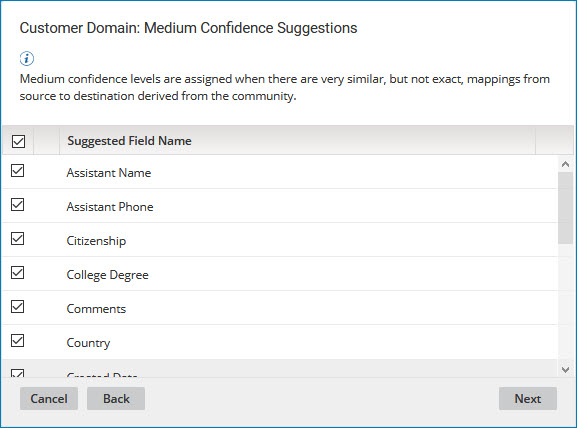 Customer Domain: Medium Confidence Suggestions
Medium confidence levels are assigned when there are very similar, but not exact, mappings from
source to destination derived from the community.
Suggested Field Name
Assistant Name
Assistant Phone
Citizenship
College Degree
Comments
Country
Created Date
Cancel Back Next